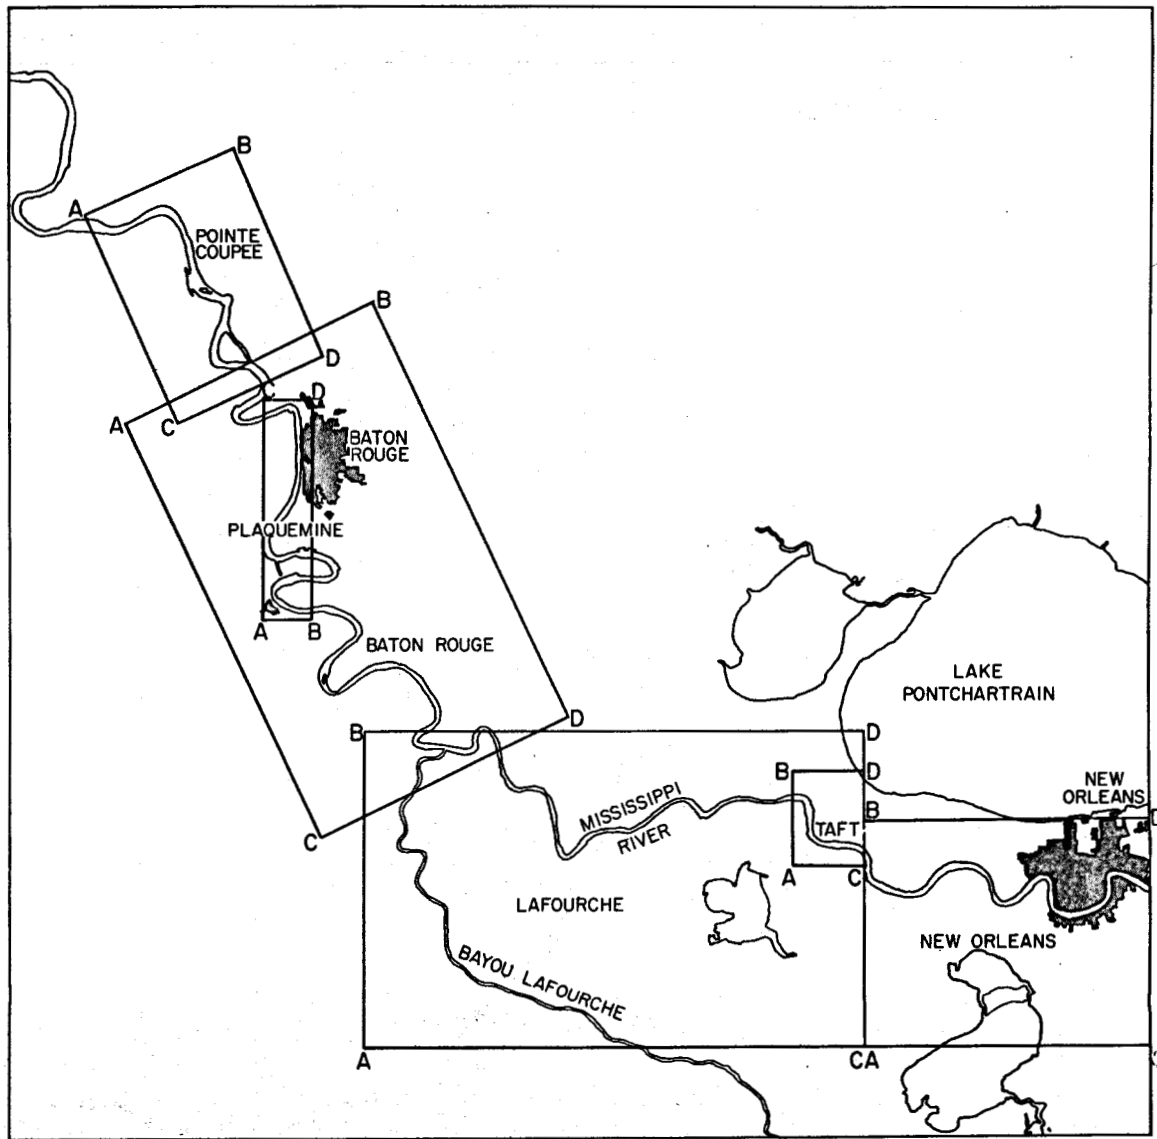 B
A
POINTE
COUPEE
B
D
C D
A C
BATON
ROUGE
PLAQUEMINE
A B
BATON ROUGE
LAKE
PONTCHARTRAIN
D
B D
B D
NEW
ORLEANS
MISSISSIPPI
RIVER
B
TAFT
C
A C
LAFOURCHE
NEW ORLEANS
BAYOU LAFOURCHE
A CA